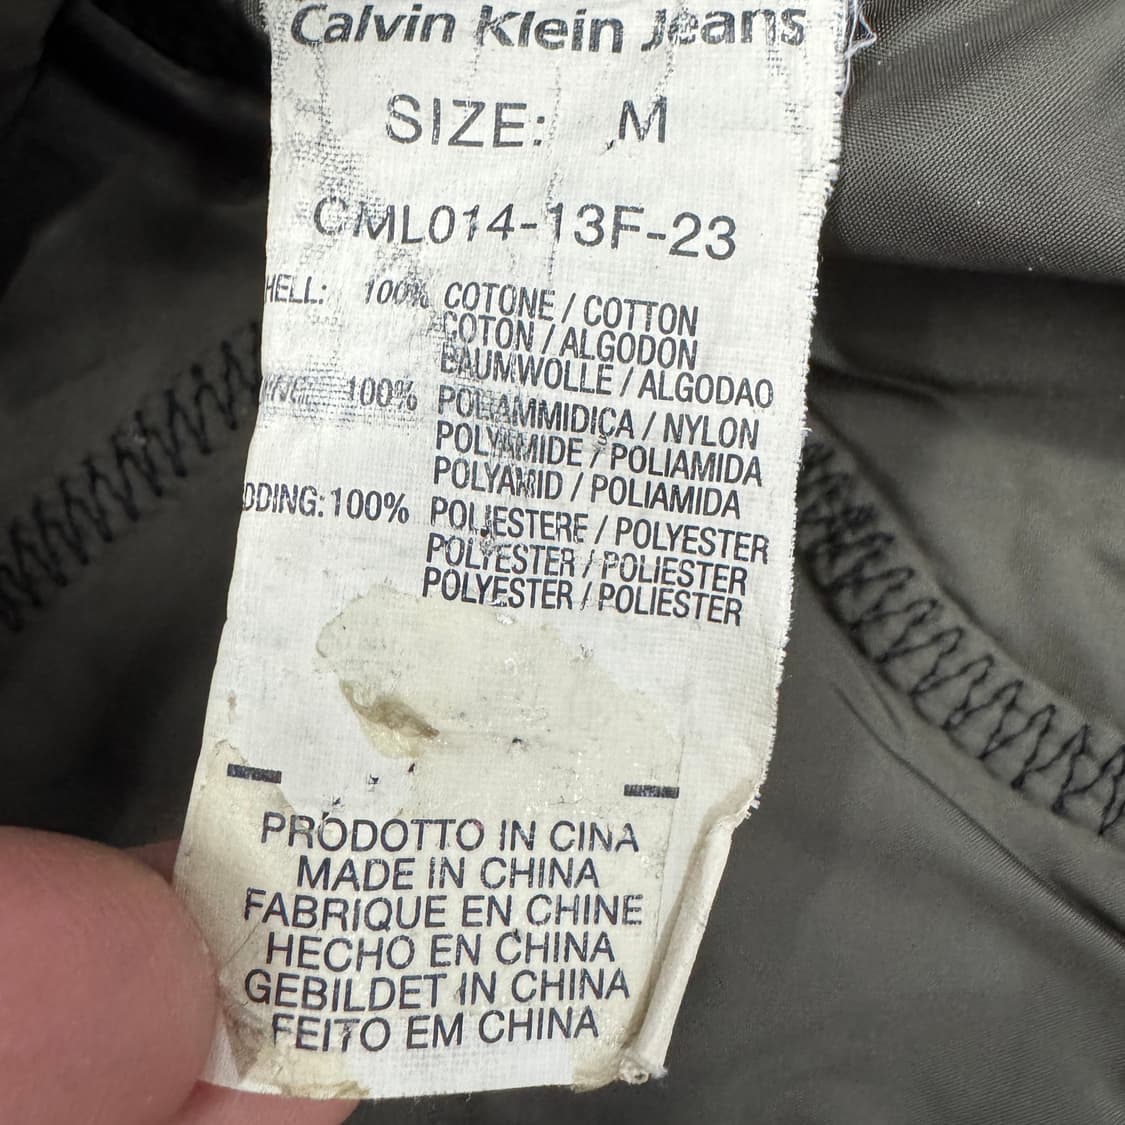 Calvin Klein Jeans
SIZE: M
CML014-13F-23
HELL: 100% COTONE / COTTON
COTON / ALGODON
BAUMWOLLE / ALGODAO
100% POLIAMMIDICA / NYLON
POLYAMIDE / POLIAMIDA
POLYAMID / POLIAMIDA
DDING: 100% POLIESTERE / POLYESTER
POLYESTER / POLIESTER
POLYESTER / POLIESTER
PRODOTTO IN CINA
MADE IN CHINA
FABRIQUE EN CHINE
HECHO EN CHINA
GEBILDET IN CHINA
FEITO EM CHINA